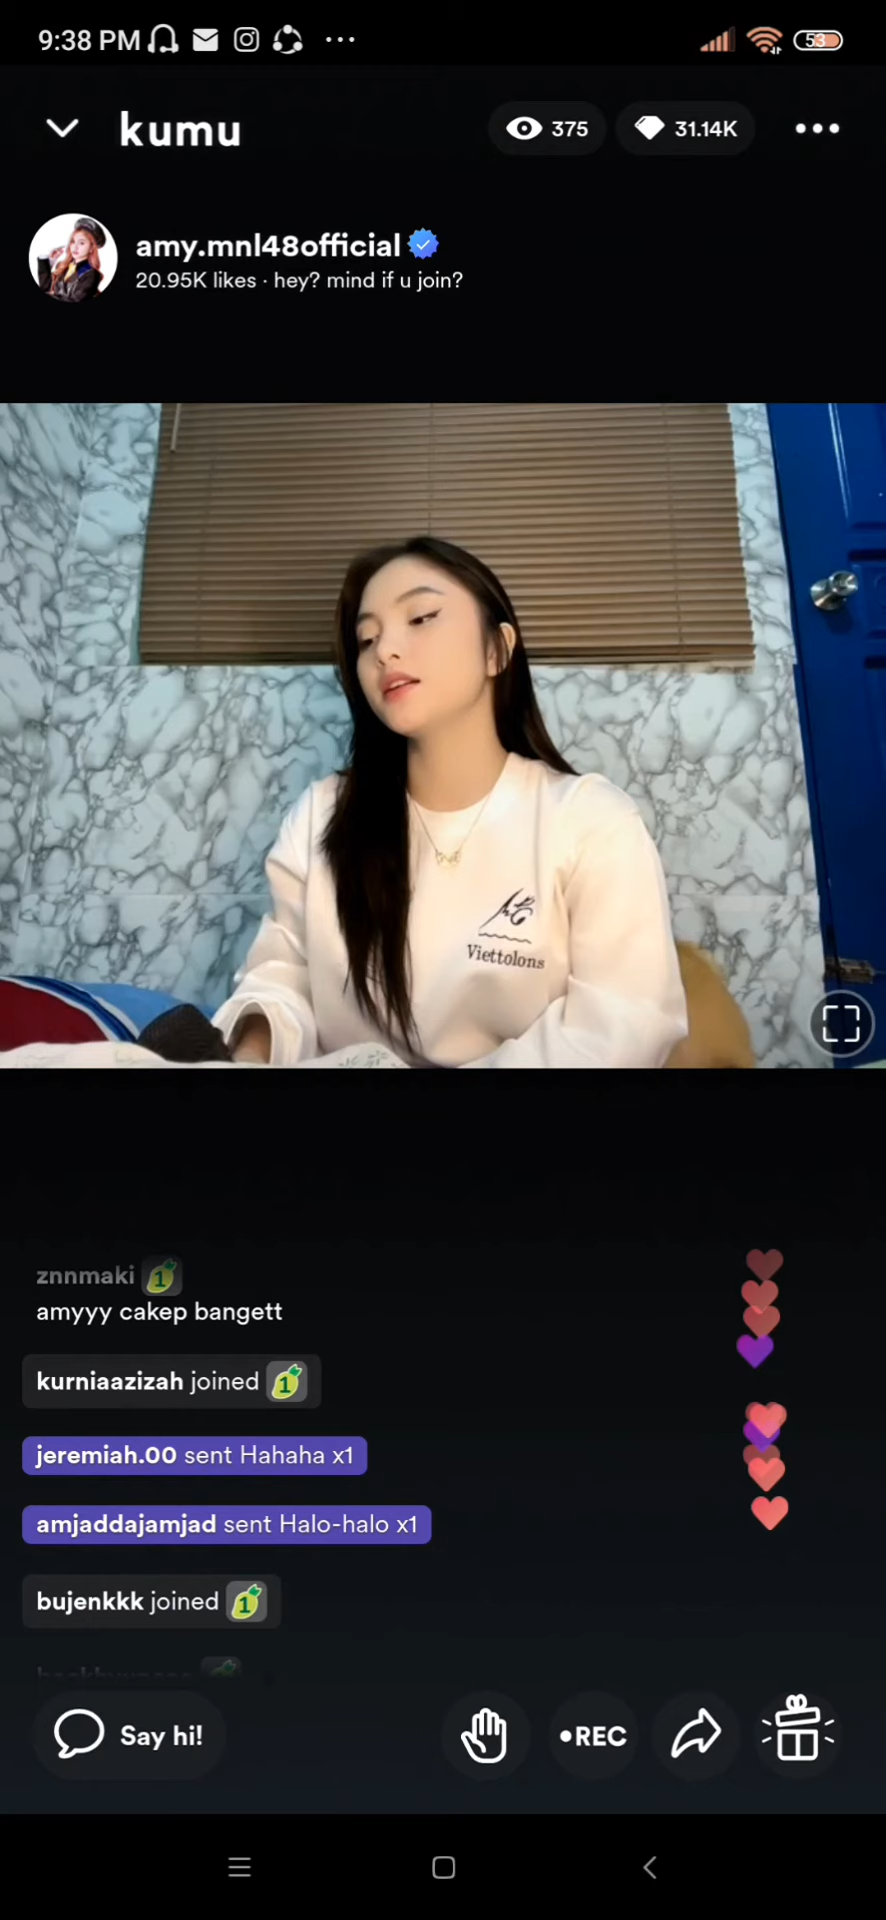 9:38 PM
53
kumu
375
31.14K
amy.mnl48official
20.95K likes · hey? mind if u join?
Viettolons
znnmaki 1
amyyy cakep bangett
kurniaazizah joined 1
jeremiah.00 sent Hahaha x1
amjaddajamjad sent Halo-halo x1
bujenkkk joined 1
Say hi!
•REC